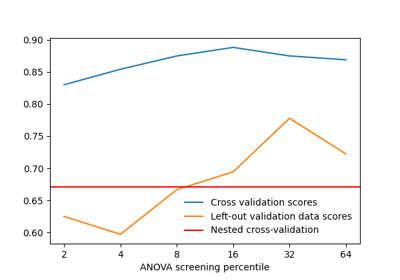 0.90
0.85
0.80
0.75
0.70
0.65
0.60
Cross validation scores
Left-out validation data scores
Nested cross-validation
2 4 8 16 32 64
ANOVA screening percentile